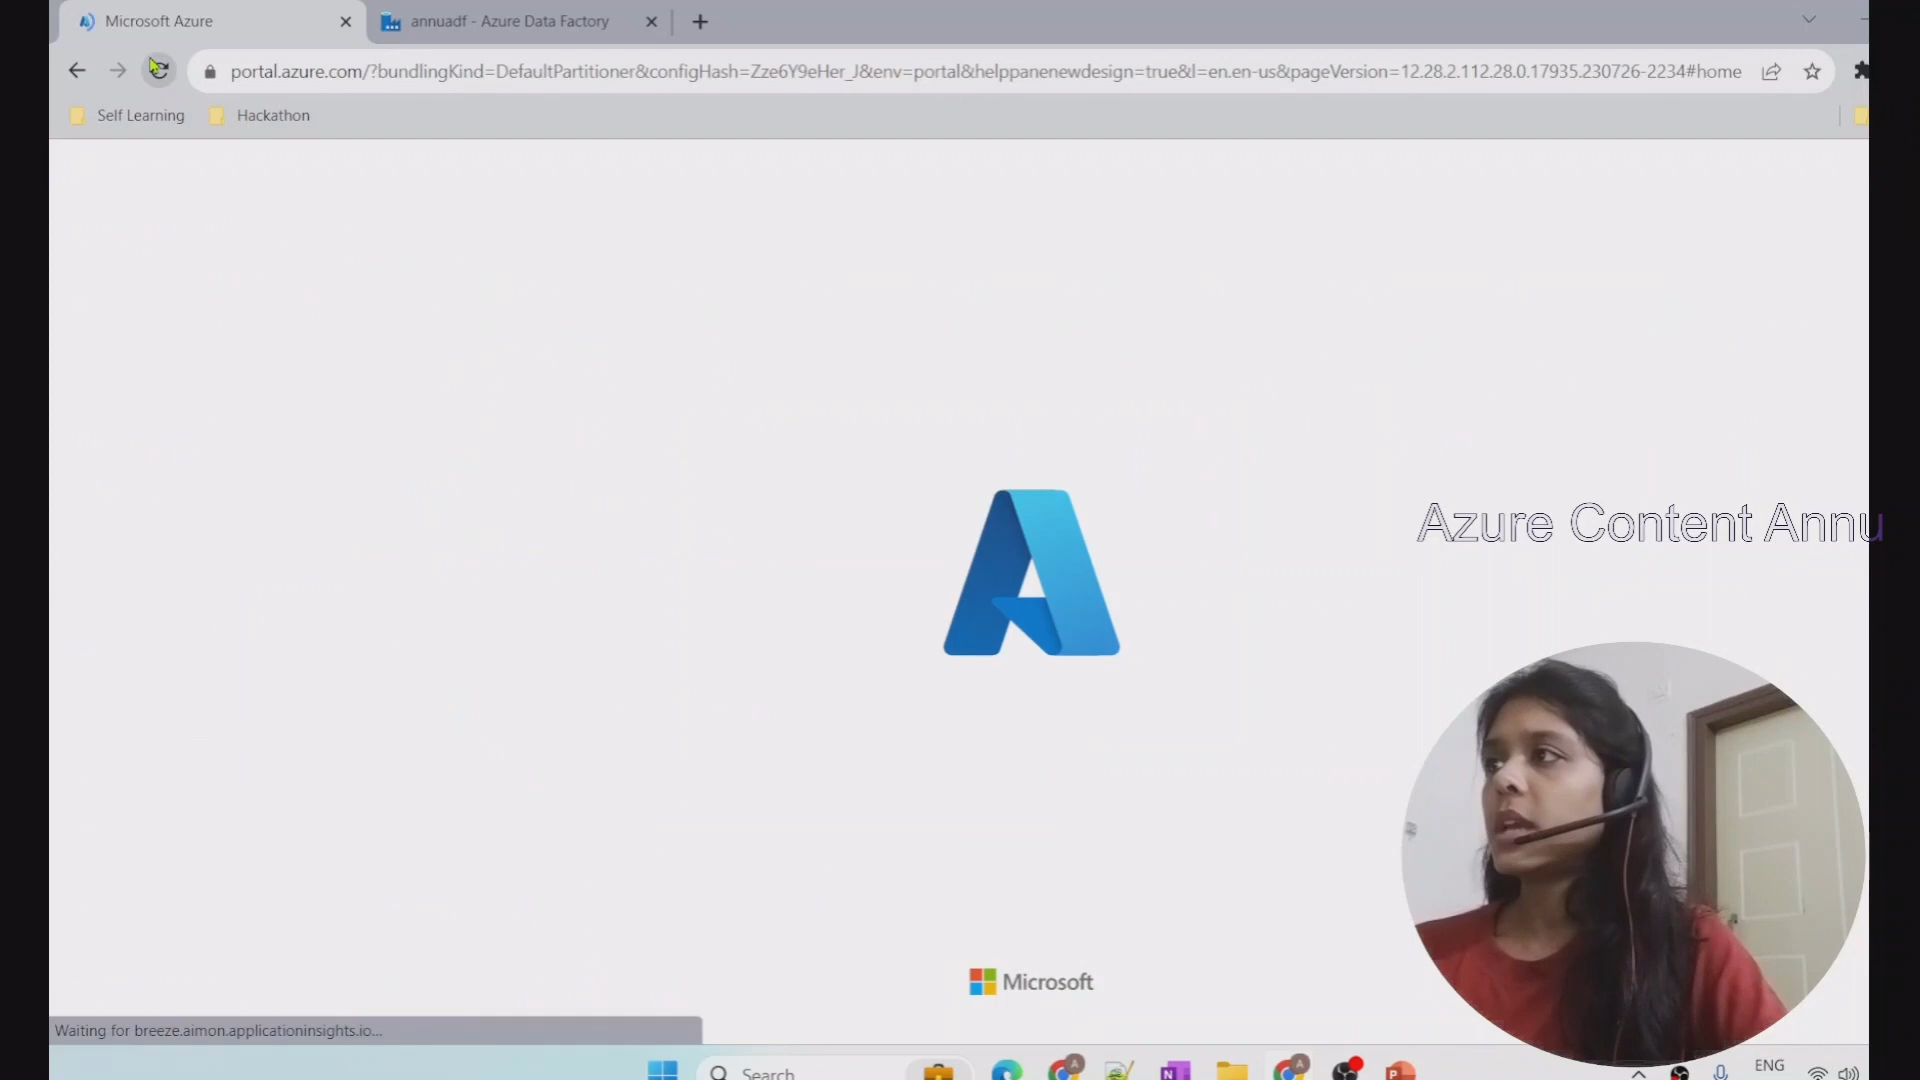 Microsoft Azure
annuadf - Azure Data Factory
portal.azure.com/?bundlingKind=DefaultPartitioner&configHash=Zze6Y9eHer_J&env=portal&helppanenewdesign=true&l=en.en-us&pageVersion=12.28.2.112.28.0.17935.230726-2234#home
Self Learning
Hackathon
Azure Content Annu
Microsoft
Waiting for breeze.aimon.applicationinsights.io...
Search
ENG